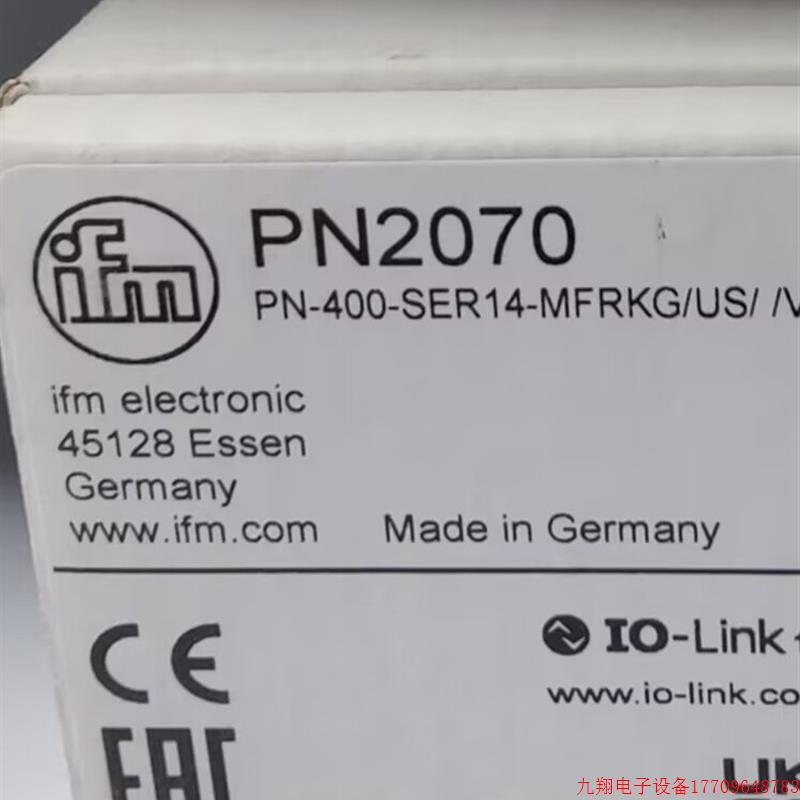 ifm
PN2070
PN-400-SER14-MFRKG/US/ /V
ifm electronic
45128 Essen
Germany
www.ifm.com
Made in Germany
CE
IO-Link
www.io-link.co
EAC
UK
九翔电子设备17709648783